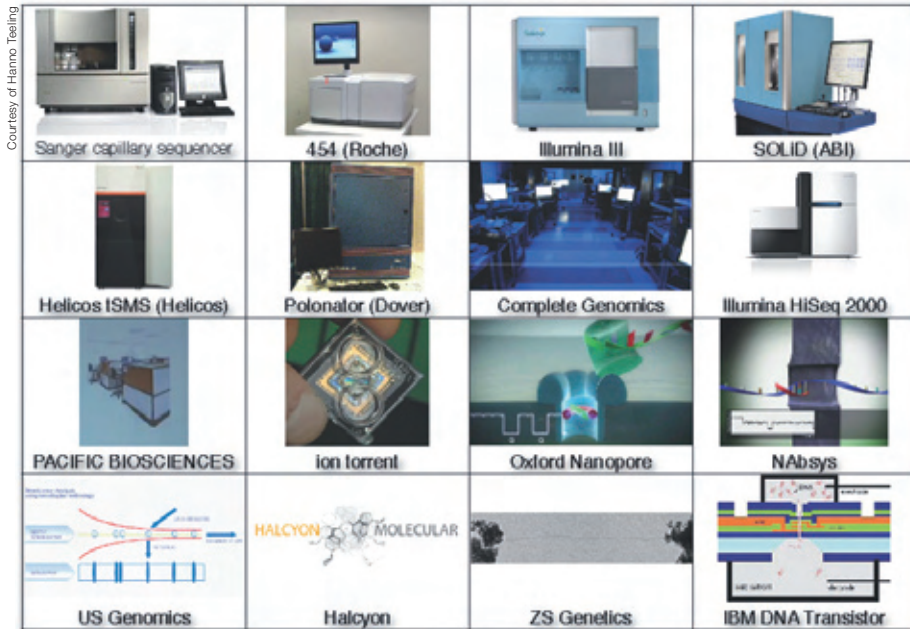 Courtesy of Hanno Teeling
Sanger capillary sequencer
454 (Roche)
Illumina III
SOLiD (ABI)
Helicos ISMS (Helicos)
Polonator (Dover)
Complete Genomics
Illumina HiSeq 2000
PACIFIC BIOSCIENCES
ion torrent
Oxford Nanopore
NAbsys
US Genomics
HALCYON MOLECULAR
Halcyon
ZS Genetics
DNA
IBM DNA Transistor